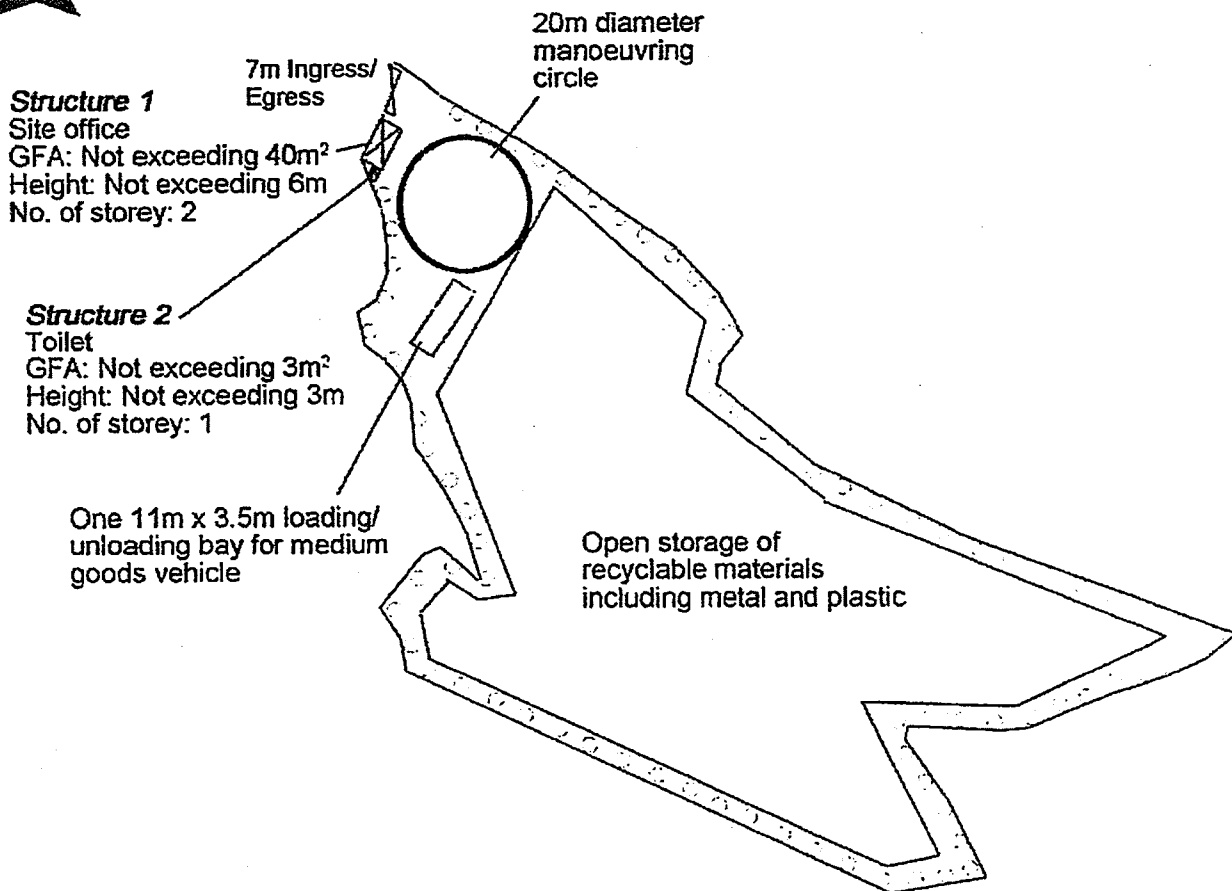 20m diameter
manoeuvring
circle
7m Ingress/
Egress
Structure 1
Site office
GFA: Not exceeding 40m²
Height: Not exceeding 6m
No. of storey: 2
Structure 2
Toilet
GFA: Not exceeding 3m²
Height: Not exceeding 3m
No. of storey: 1
One 11m x 3.5m loading/
unloading bay for medium
goods vehicle
Open storage of
recyclable materials
including metal and plastic